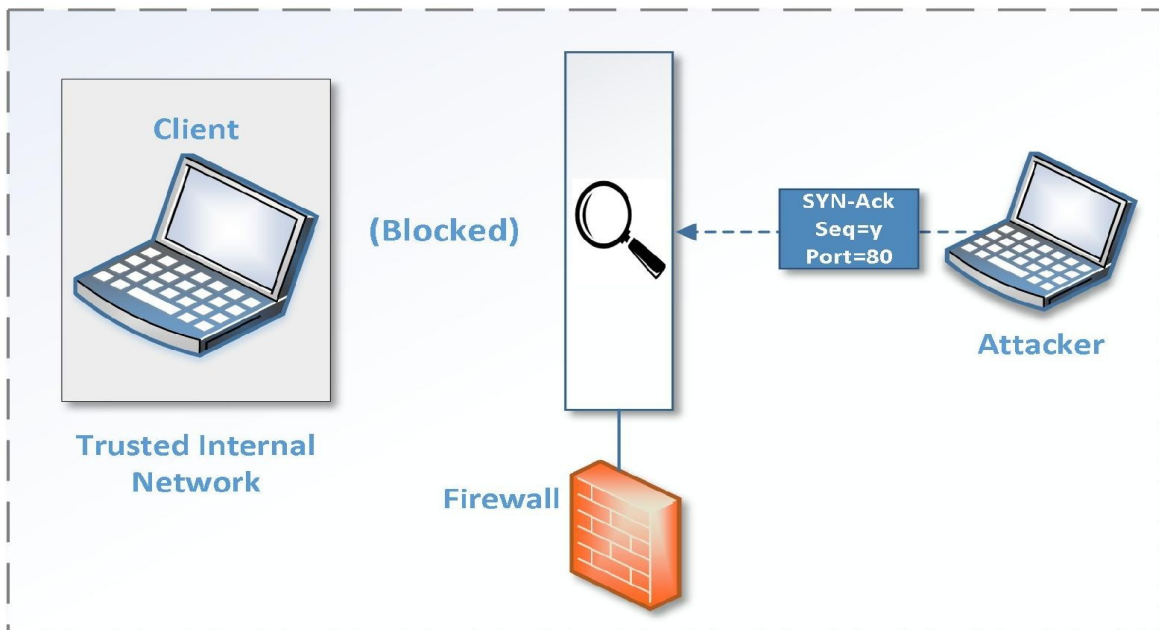 Client
(Blocked)
SYN-Ack
Seq=y
Port=80
Attacker
Trusted Internal
Network
Firewall